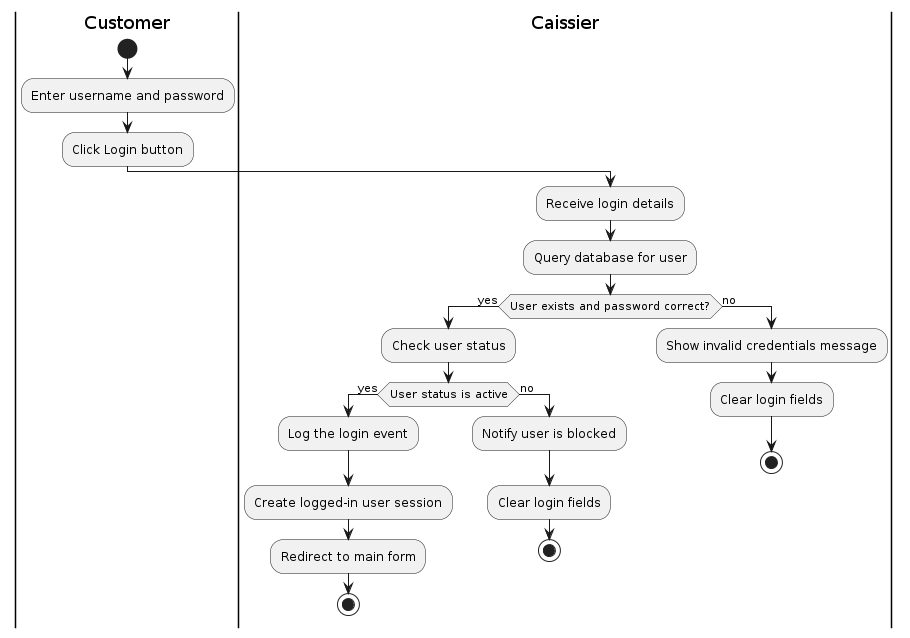 Customer
Caissier
Enter username and password
Click Login button
Receive login details
Query database for user
yes
User exists and password correct?
no
Check user status
Show invalid credentials message
yes
User status is active
no
Clear login fields
Log the login event
Notify user is blocked
Create logged-in user session
Clear login fields
Redirect to main form